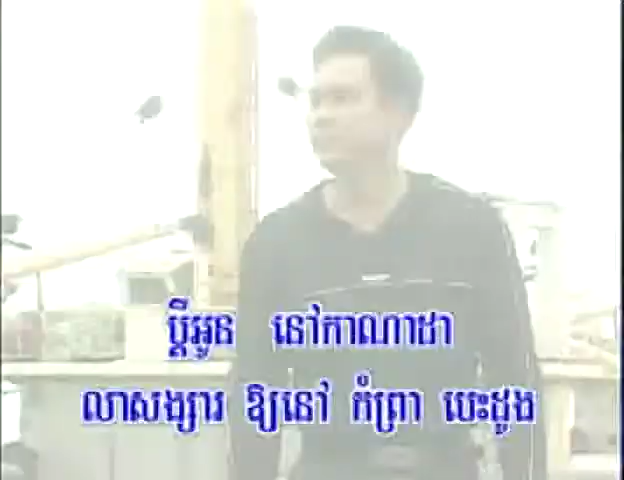 ប្ដីអូន នៅកាណាដា
លាសង្សារ ឱ្យនៅ កំព្រា បេះដូង